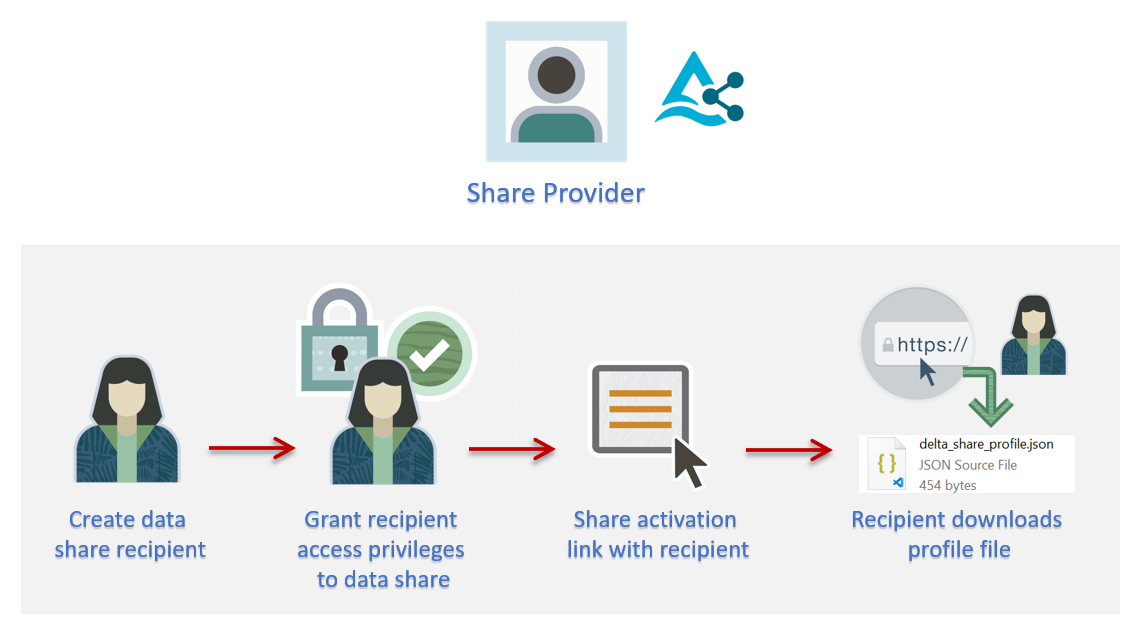 Share Provider
https://
delta_share_profile.json
JSON Source File
454 bytes
Create data
share recipient
Grant recipient
access privileges
to data share
Share activation
link with recipient
Recipient downloads
profile file